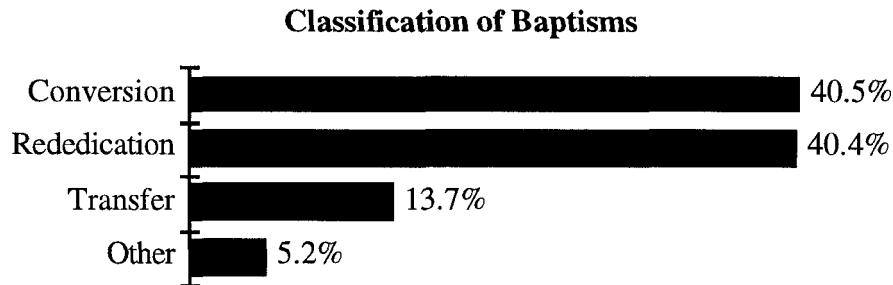 Classification of Baptisms
Conversion 40.5%
Rededication 40.4%
Transfer 13.7%
Other 5.2%